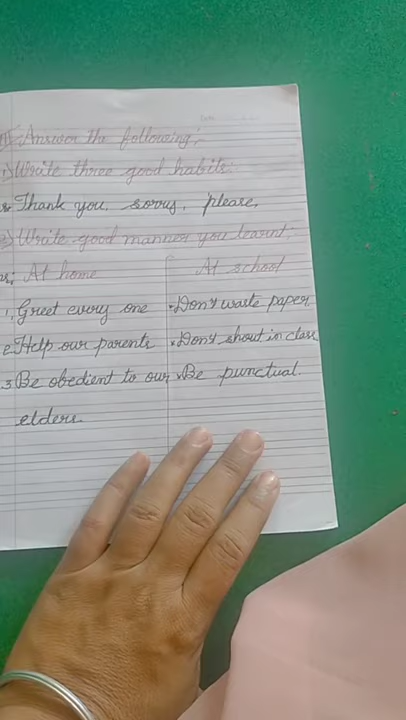 Answer the following:
1) Write three good habits.
Ans. Thank you, sorry, please.
2) Write good manner you learnt.
Ans: At home At school
1. Greet every one • Don't waste paper
2. Help our parents × Don't shout in class
3. Be obedient to our × Be punctual.
elders.